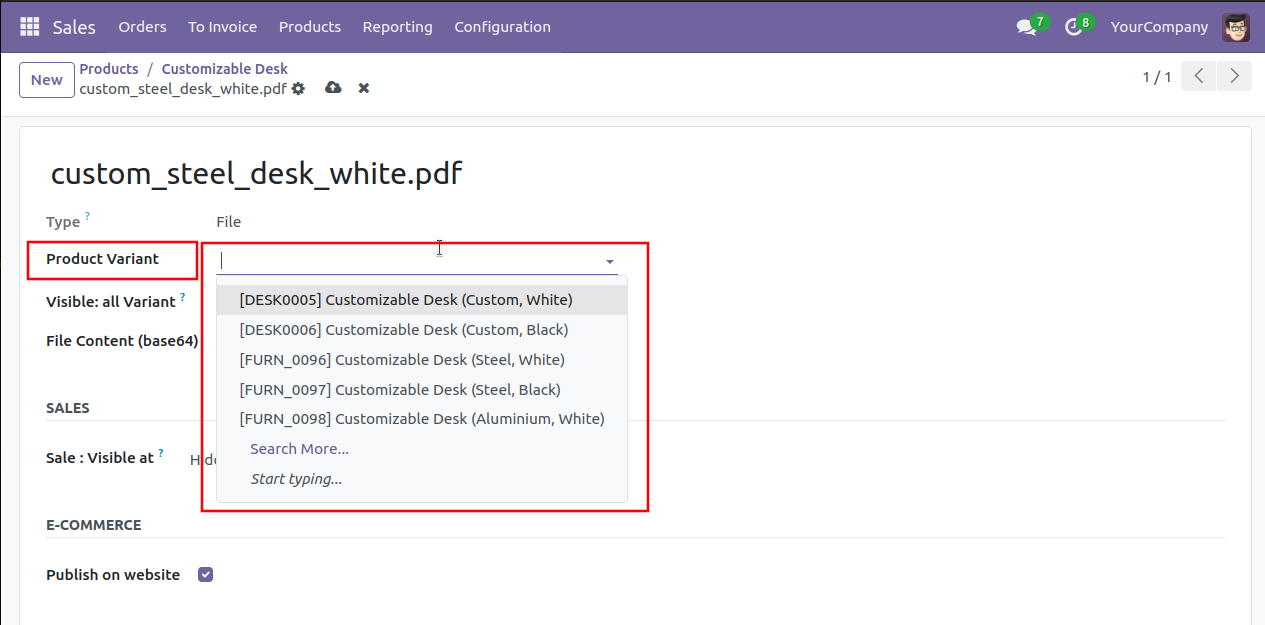 Sales Orders To Invoice Products Reporting Configuration 7 8 YourCompany
New Products / Customizable Desk 1 / 1
custom_steel_desk_white.pdf
custom_steel_desk_white.pdf
Type ? File
Product Variant
Visible: all Variant ?
File Content (base64)
[DESK0005] Customizable Desk (Custom, White)
[DESK0006] Customizable Desk (Custom, Black)
[FURN_0096] Customizable Desk (Steel, White)
[FURN_0097] Customizable Desk (Steel, Black)
[FURN_0098] Customizable Desk (Aluminium, White)
Search More...
Start typing...
SALES
Sale : Visible at ?
E-COMMERCE
Publish on website